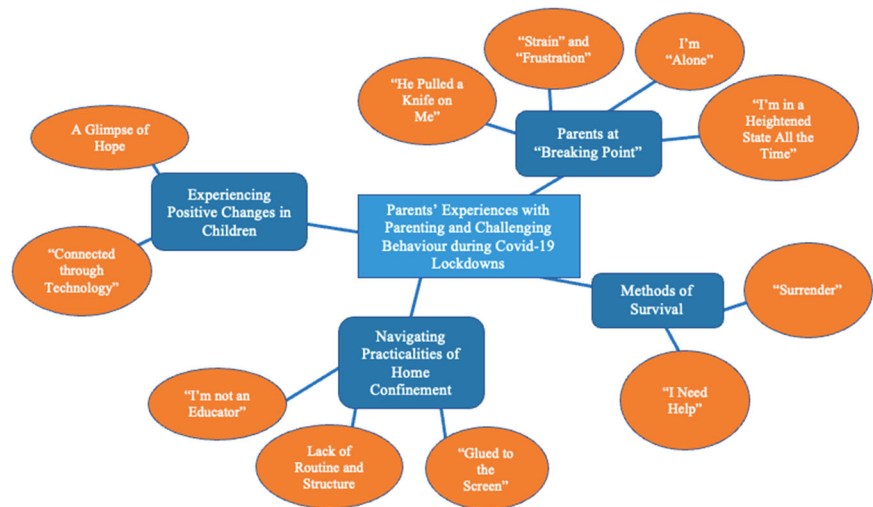 "Strain" and
"Frustration"
I'm
"Alone"
"He Pulled a
Knife on
Me"
"I'm in a
Heightened
State All the
Time"
Parents at
"Breaking Point"
A Glimpse of
Hope
Experiencing
Positive Changes in
Children
"Connected
through
Technology"
Parents' Experiences with
Parenting and Challenging
Behaviour during Covid-19
Lockdowns
Methods of
Survival
"Surrender"
"I Need
Help"
Navigating
Practicalities of
Home
Confinement
"I'm not an
Educator"
Lack of
Routine and
Structure
"Glued to
the
Screen"